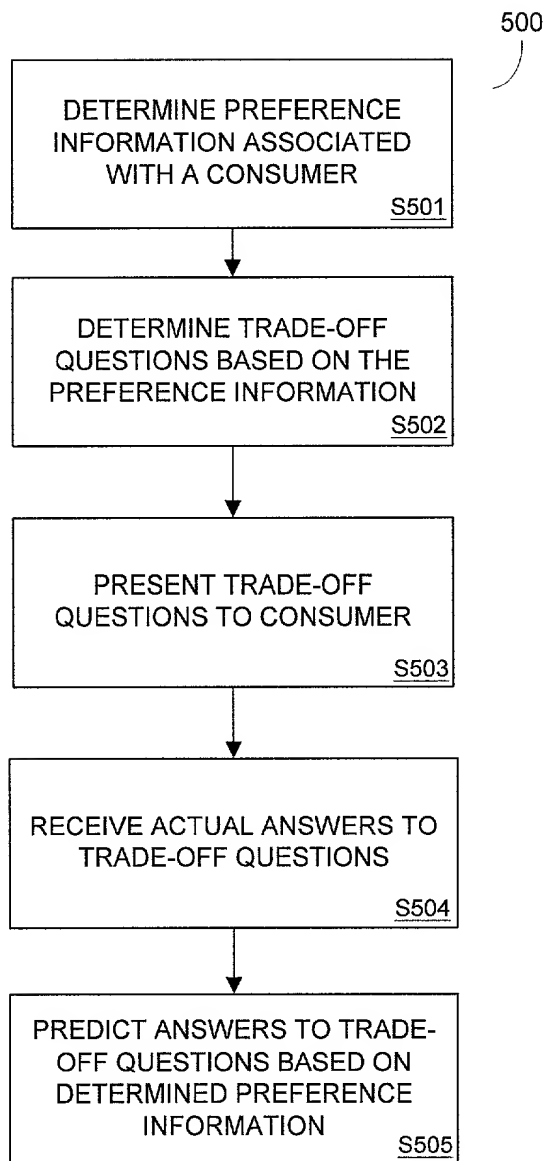 500
DETERMINE PREFERENCE
INFORMATION ASSOCIATED
WITH A CONSUMER
S501
DETERMINE TRADE-OFF
QUESTIONS BASED ON THE
PREFERENCE INFORMATION
S502
PRESENT TRADE-OFF
QUESTIONS TO CONSUMER
S503
RECEIVE ACTUAL ANSWERS TO
TRADE-OFF QUESTIONS
S504
PREDICT ANSWERS TO TRADE-
OFF QUESTIONS BASED ON
DETERMINED PREFERENCE
INFORMATION
S505